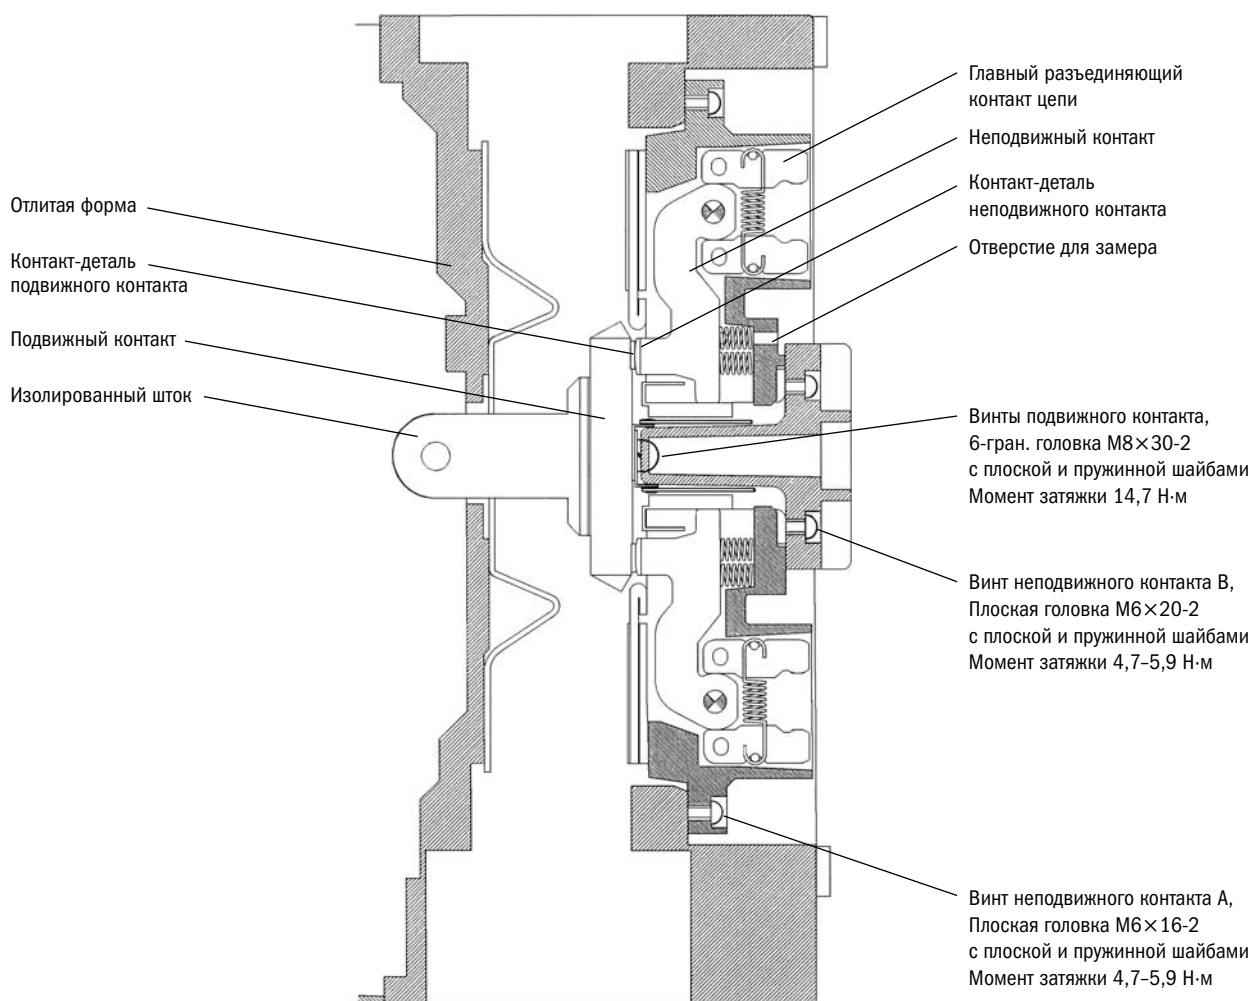 Отлитая форма
Контакт-деталь
подвижного контакта
Подвижный контакт
Изолированный шток
Главный разъединяющий
контакт цепи
Неподвижный контакт
Контакт-деталь
неподвижного контакта
Отверстие для замера
Винты подвижного контакта,
6-гран. головка М8×30-2
с плоской и пружинной шайбами
Момент затяжки 14,7 Н·м
Винт неподвижного контакта В,
Плоская головка М6×20-2
с плоской и пружинной шайбами
Момент затяжки 4,7–5,9 Н·м
Винт неподвижного контакта А,
Плоская головка М6×16-2
с плоской и пружинной шайбами
Момент затяжки 4,7–5,9 Н·м